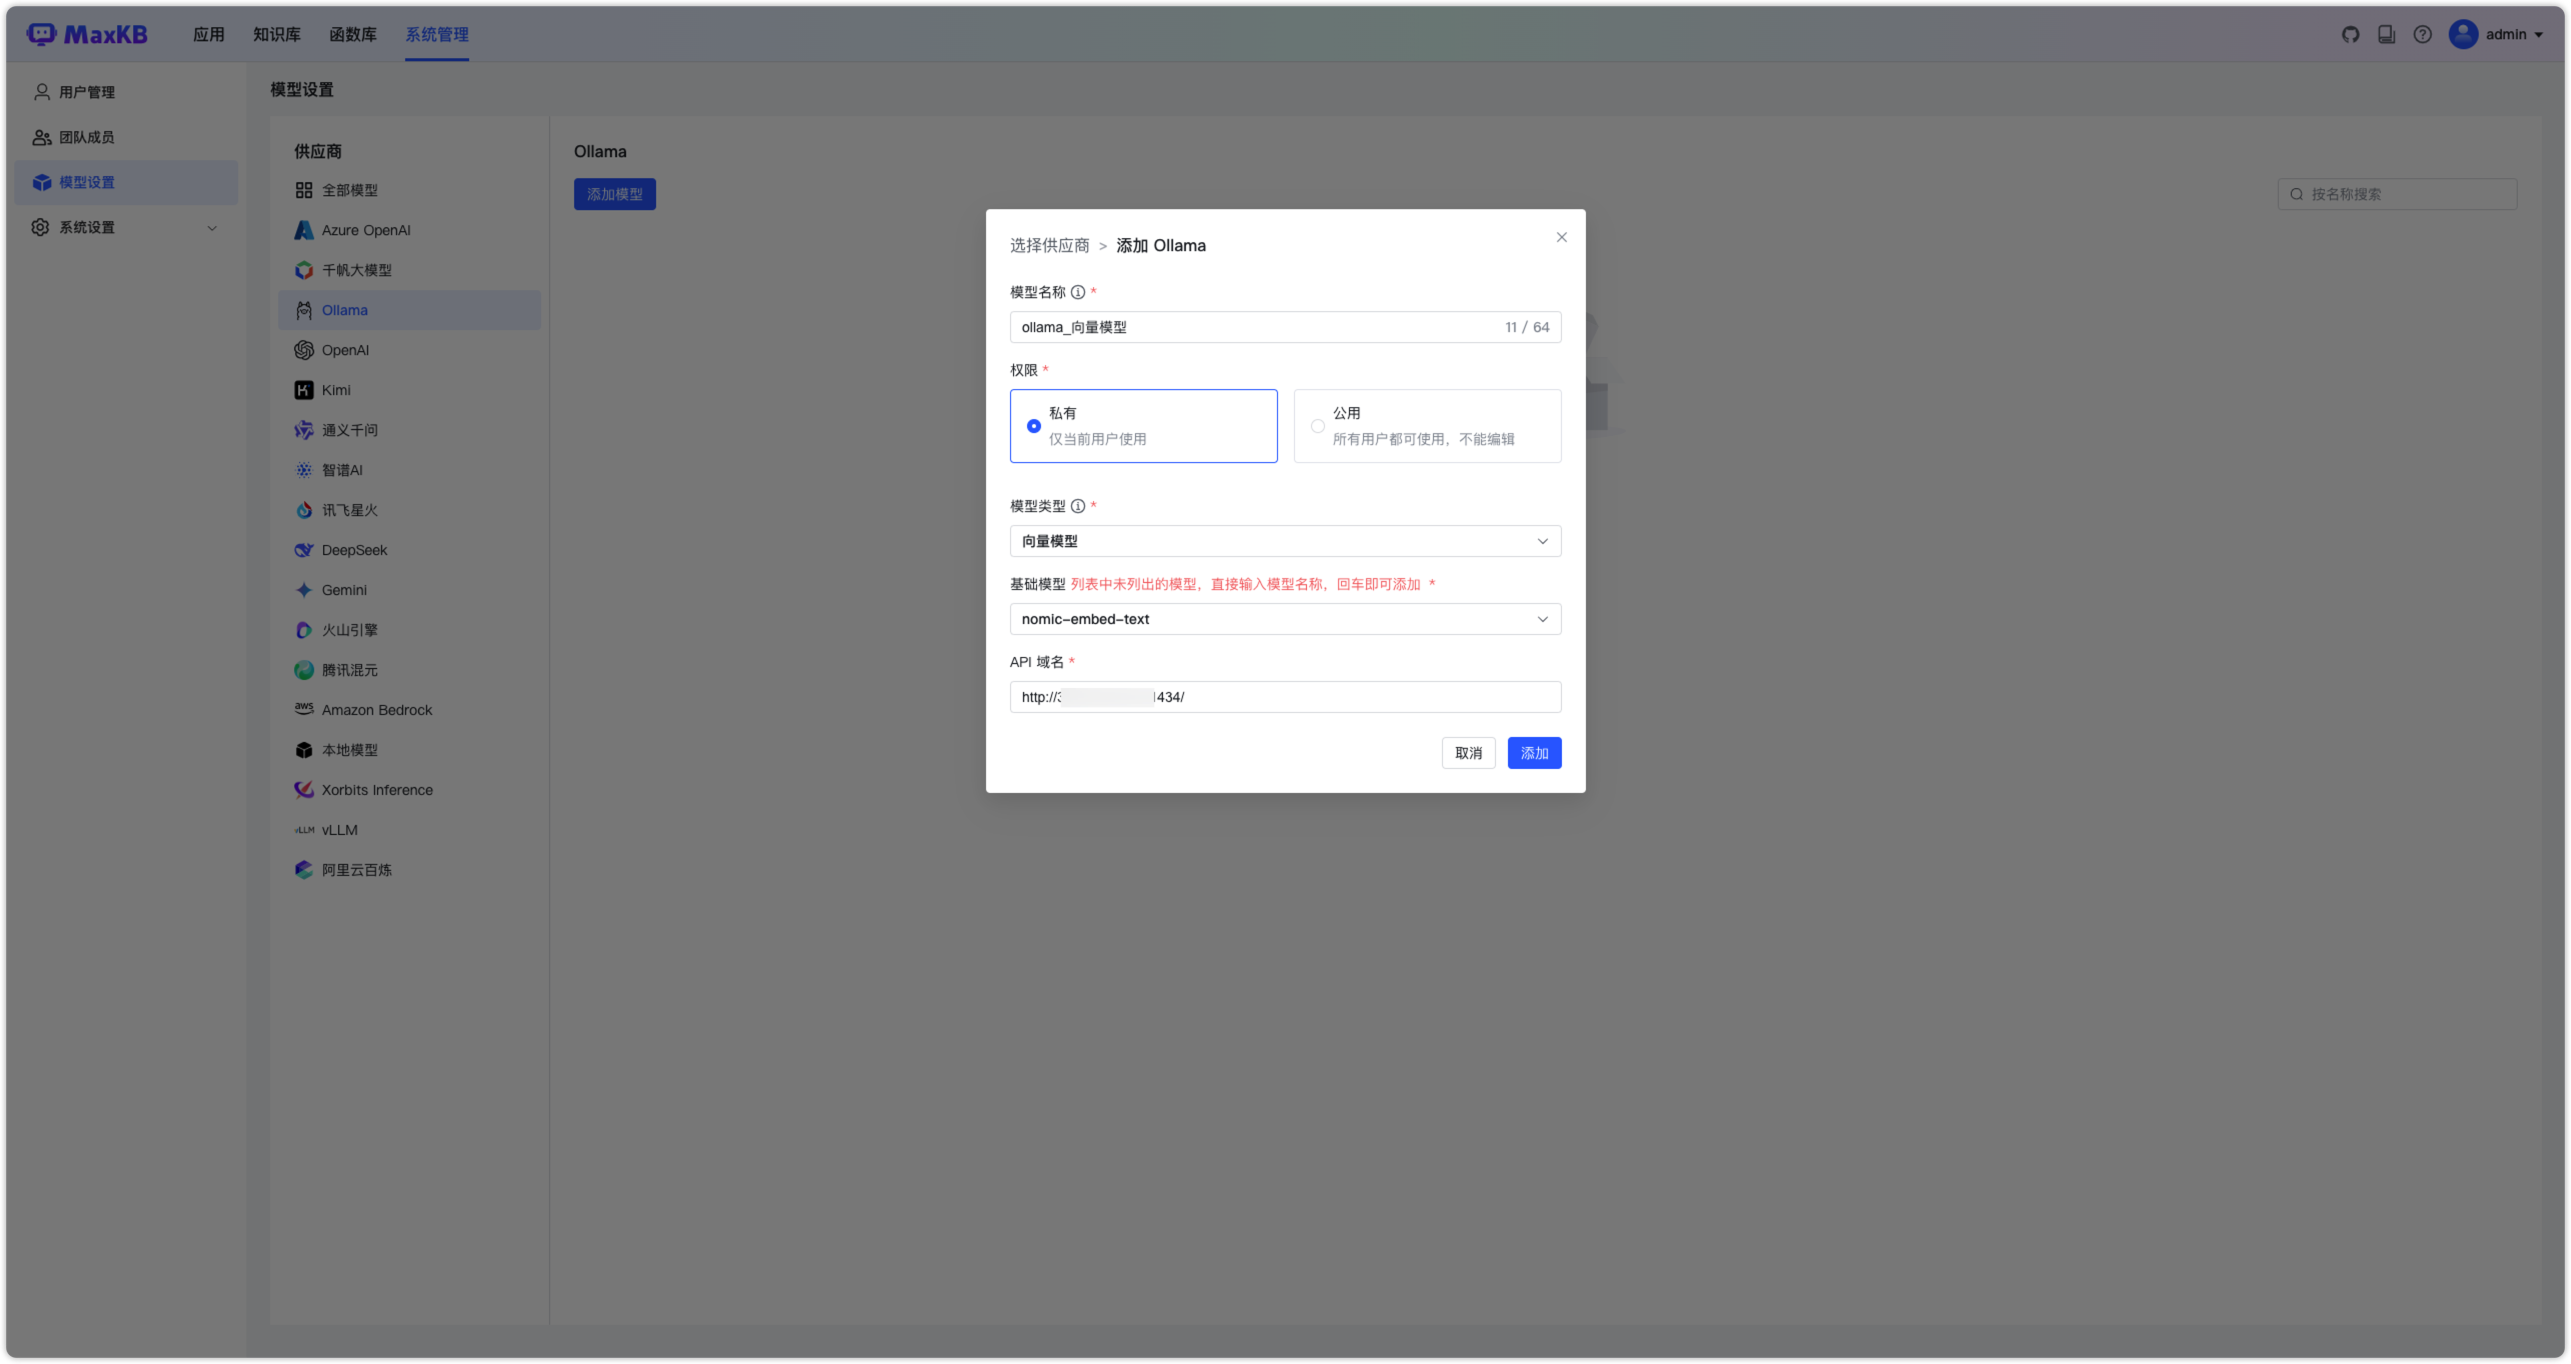 MaxKB
应用
知识库
函数库
系统管理
admin
用户管理
团队成员
模型设置
系统设置
模型设置
供应商
全部模型
Azure OpenAI
千帆大模型
Ollama
OpenAI
Kimi
通义千问
智谱AI
讯飞星火
DeepSeek
Gemini
火山引擎
腾讯混元
aws Amazon Bedrock
本地模型
Xorbits Inference
vLLM vLLM
阿里云百炼
Ollama
添加模型
按名称搜索
选择供应商 > 添加 Ollama
模型名称 *
ollama_向量模型 11 / 64
权限 *
私有
仅当前用户使用
公用
所有用户都可使用，不能编辑
模型类型 *
向量模型
基础模型 列表中未列出的模型，直接输入模型名称，回车即可添加 *
nomic-embed-text
API 域名 *
http://3 434/
取消
添加